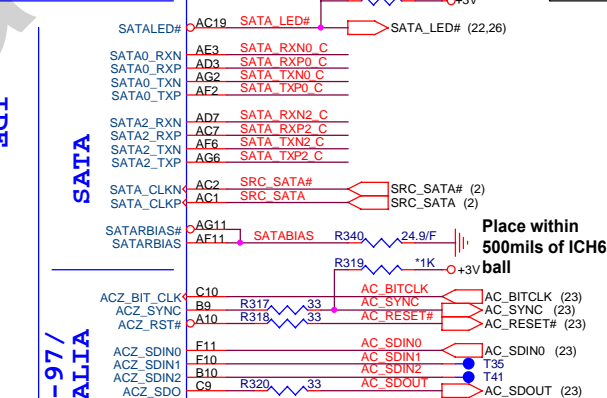 +3V
SATALED# AC19 SATA_LED# SATA_LED# (22,26)
SATA0_RXN AE3 SATA_RXN0_C
SATA0_RXP AD3 SATA_RXP0_C
SATA0_TXN AG2 SATA_TXN0_C
SATA0_TXP AF2 SATA_TXP0_C
SATA2_RXN AD7 SATA_RXN2_C
SATA2_RXP AC7 SATA_RXP2_C
SATA2_TXN AF6 SATA_TXN2_C
SATA2_TXP AG6 SATA_TXP2_C
SATA
SATA_CLKN AC2 SRC_SATA# SRC_SATA# (2)
SATA_CLKP AC1 SRC_SATA SRC_SATA (2)
SATARBIAS# AG11
SATARBIAS AF11 SATABIAS R340 24.9/F
Place within
500mils of ICH6
ball
R319 *1K +3V
ACZ_BIT_CLK C10 AC_BITCLK AC_BITCLK (23)
ACZ_SYNC B9 R317 33 AC_SYNC AC_SYNC (23)
ACZ_RST# A10 R318 33 AC_RESET# AC_RESET# (23)
ACZ_SDIN0 F11 AC_SDIN0 AC_SDIN0 (23)
ACZ_SDIN1 F10 AC_SDIN1 T35
ACZ_SDIN2 B10 AC_SDIN2 T41
ACZ_SDO C9 R320 33 AC_SDOUT AC_SDOUT (23)
-97/
ALIA